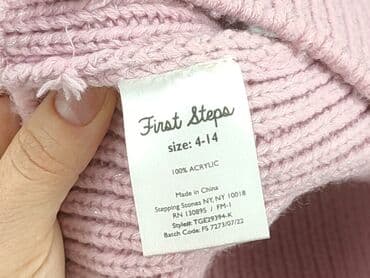 First Steps
size: 4-14
100% ACRYLIC
Made in China
Stepping Stones NY, NY 10018
RN 130895 / FM-1
Style#: TGE29394-K
Batch Code: FS 7273/07/22